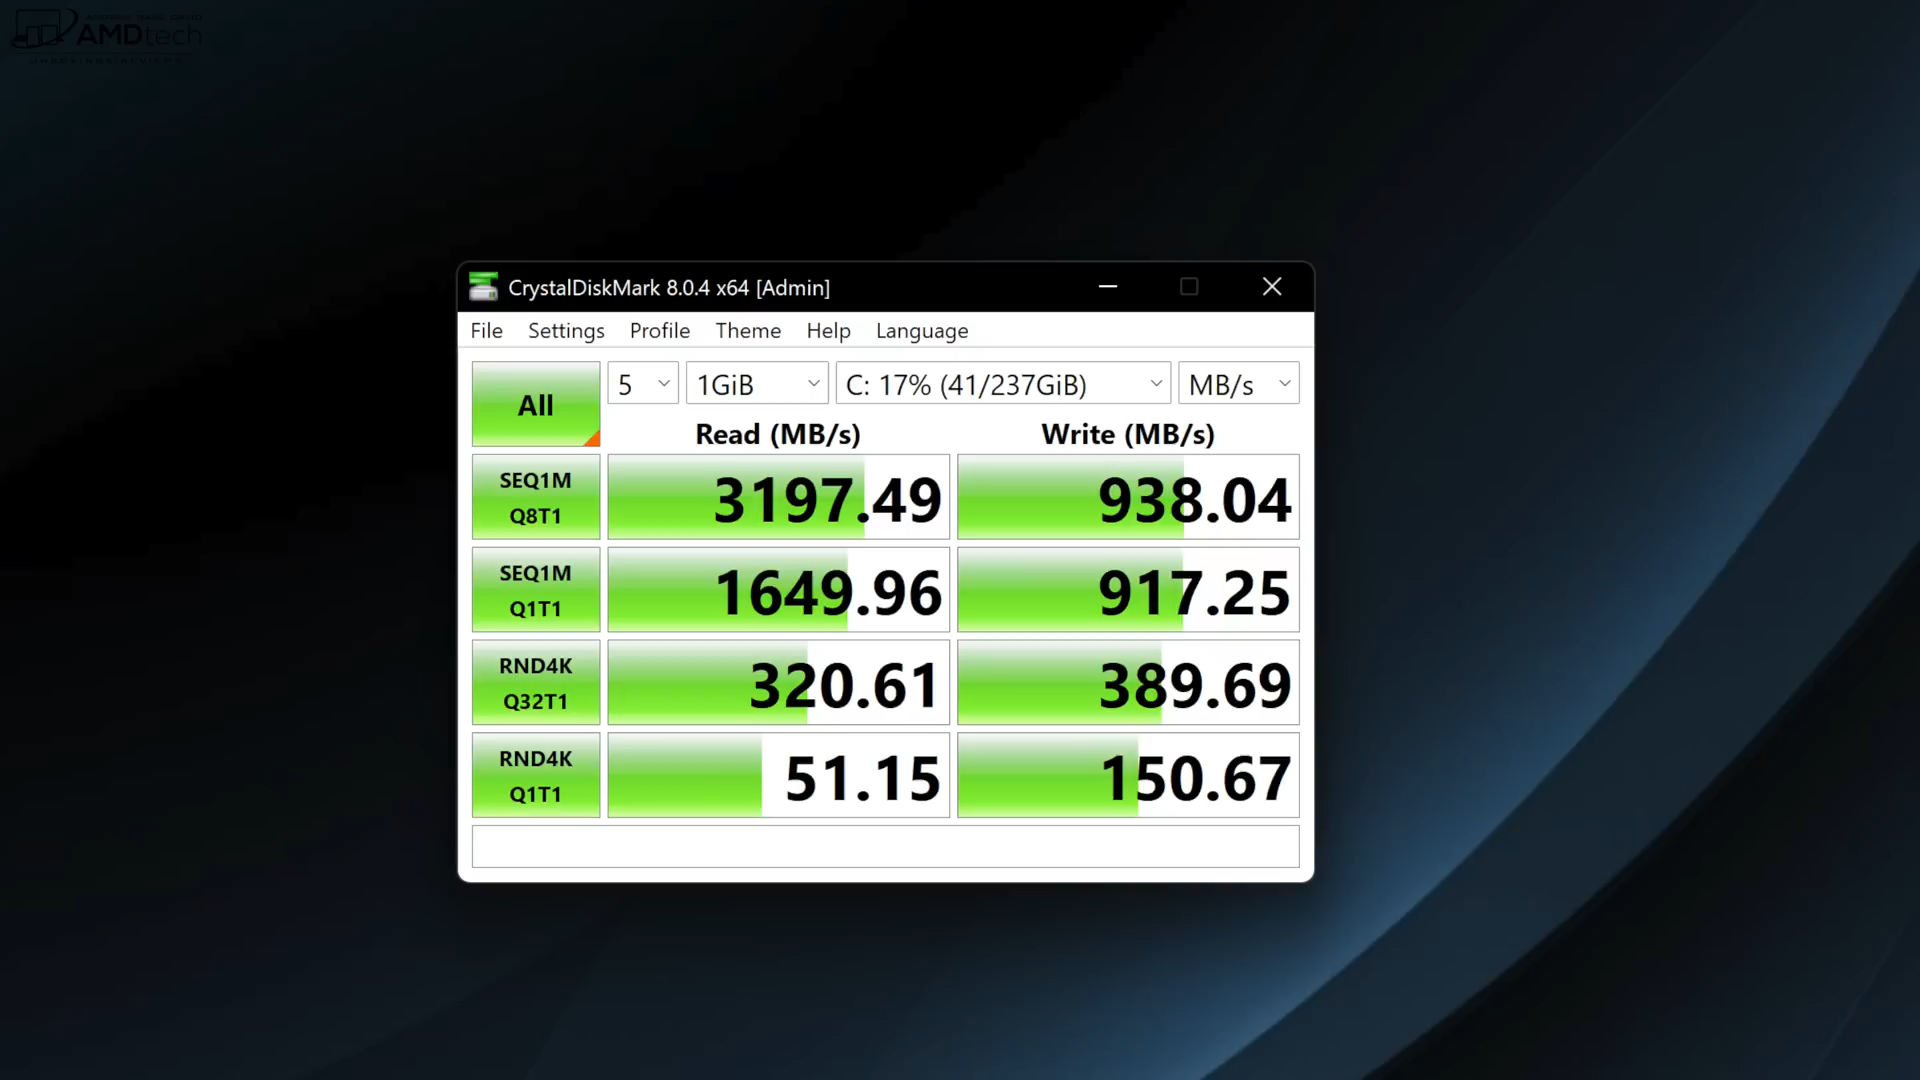 AMDtech
CrystalDiskMark 8.0.4 x64 [Admin]
File Settings Profile Theme Help Language
All 5 1GiB C: 17% (41/237GiB) MB/s
Read (MB/s) Write (MB/s)
SEQ1M
Q8T1 3197.49 938.04
SEQ1M
Q1T1 1649.96 917.25
RND4K
Q32T1 320.61 389.69
RND4K
Q1T1 51.15 150.67